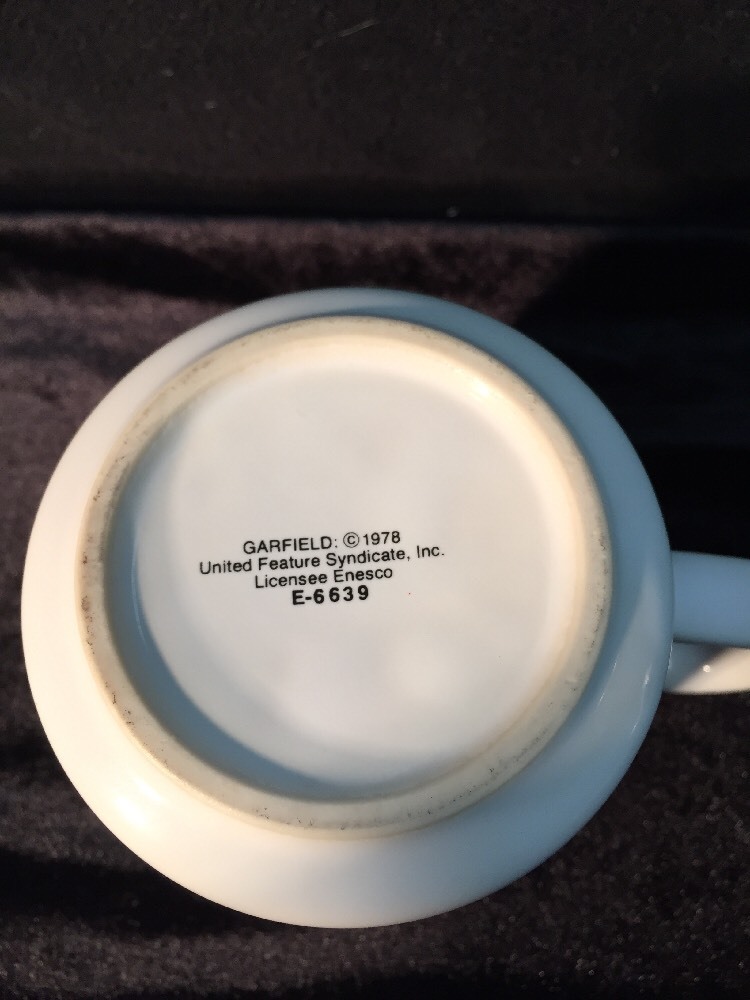 GARFIELD: ©1978
United Feature Syndicate, Inc.
Licensee Enesco
E-6639